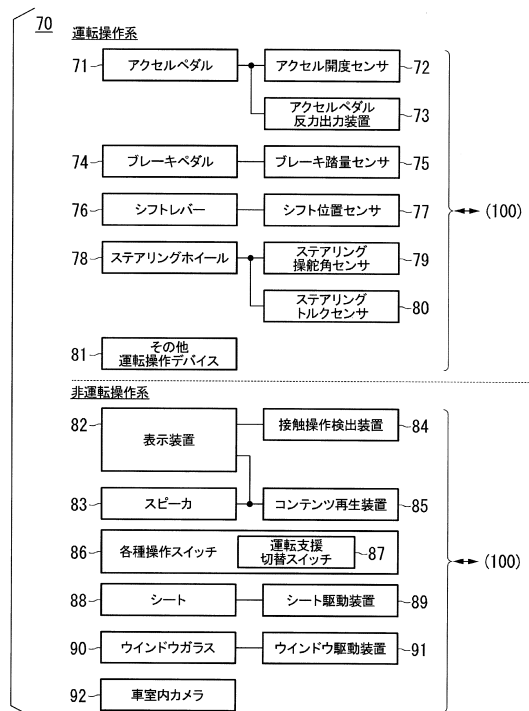 70
運転操作系
71
アクセルペダル
アクセル開度センサ
72
アクセルペダル
反力出力装置
73
74
ブレーキペダル
ブレーキ踏量センサ
75
76
シフトレバー
シフト位置センサ
77
78
ステアリングホイール
ステアリング
操舵角センサ
79
ステアリング
トルクセンサ
80
81
その他
運転操作デバイス
(100)
非運転操作系
82
表示装置
接触操作検出装置
84
83
スピーカ
コンテンツ再生装置
85
86
各種操作スイッチ
運転支援
切替スイッチ
87
88
シート
シート駆動装置
89
90
ウインドウガラス
ウインドウ駆動装置
91
92
車室内カメラ
(100)